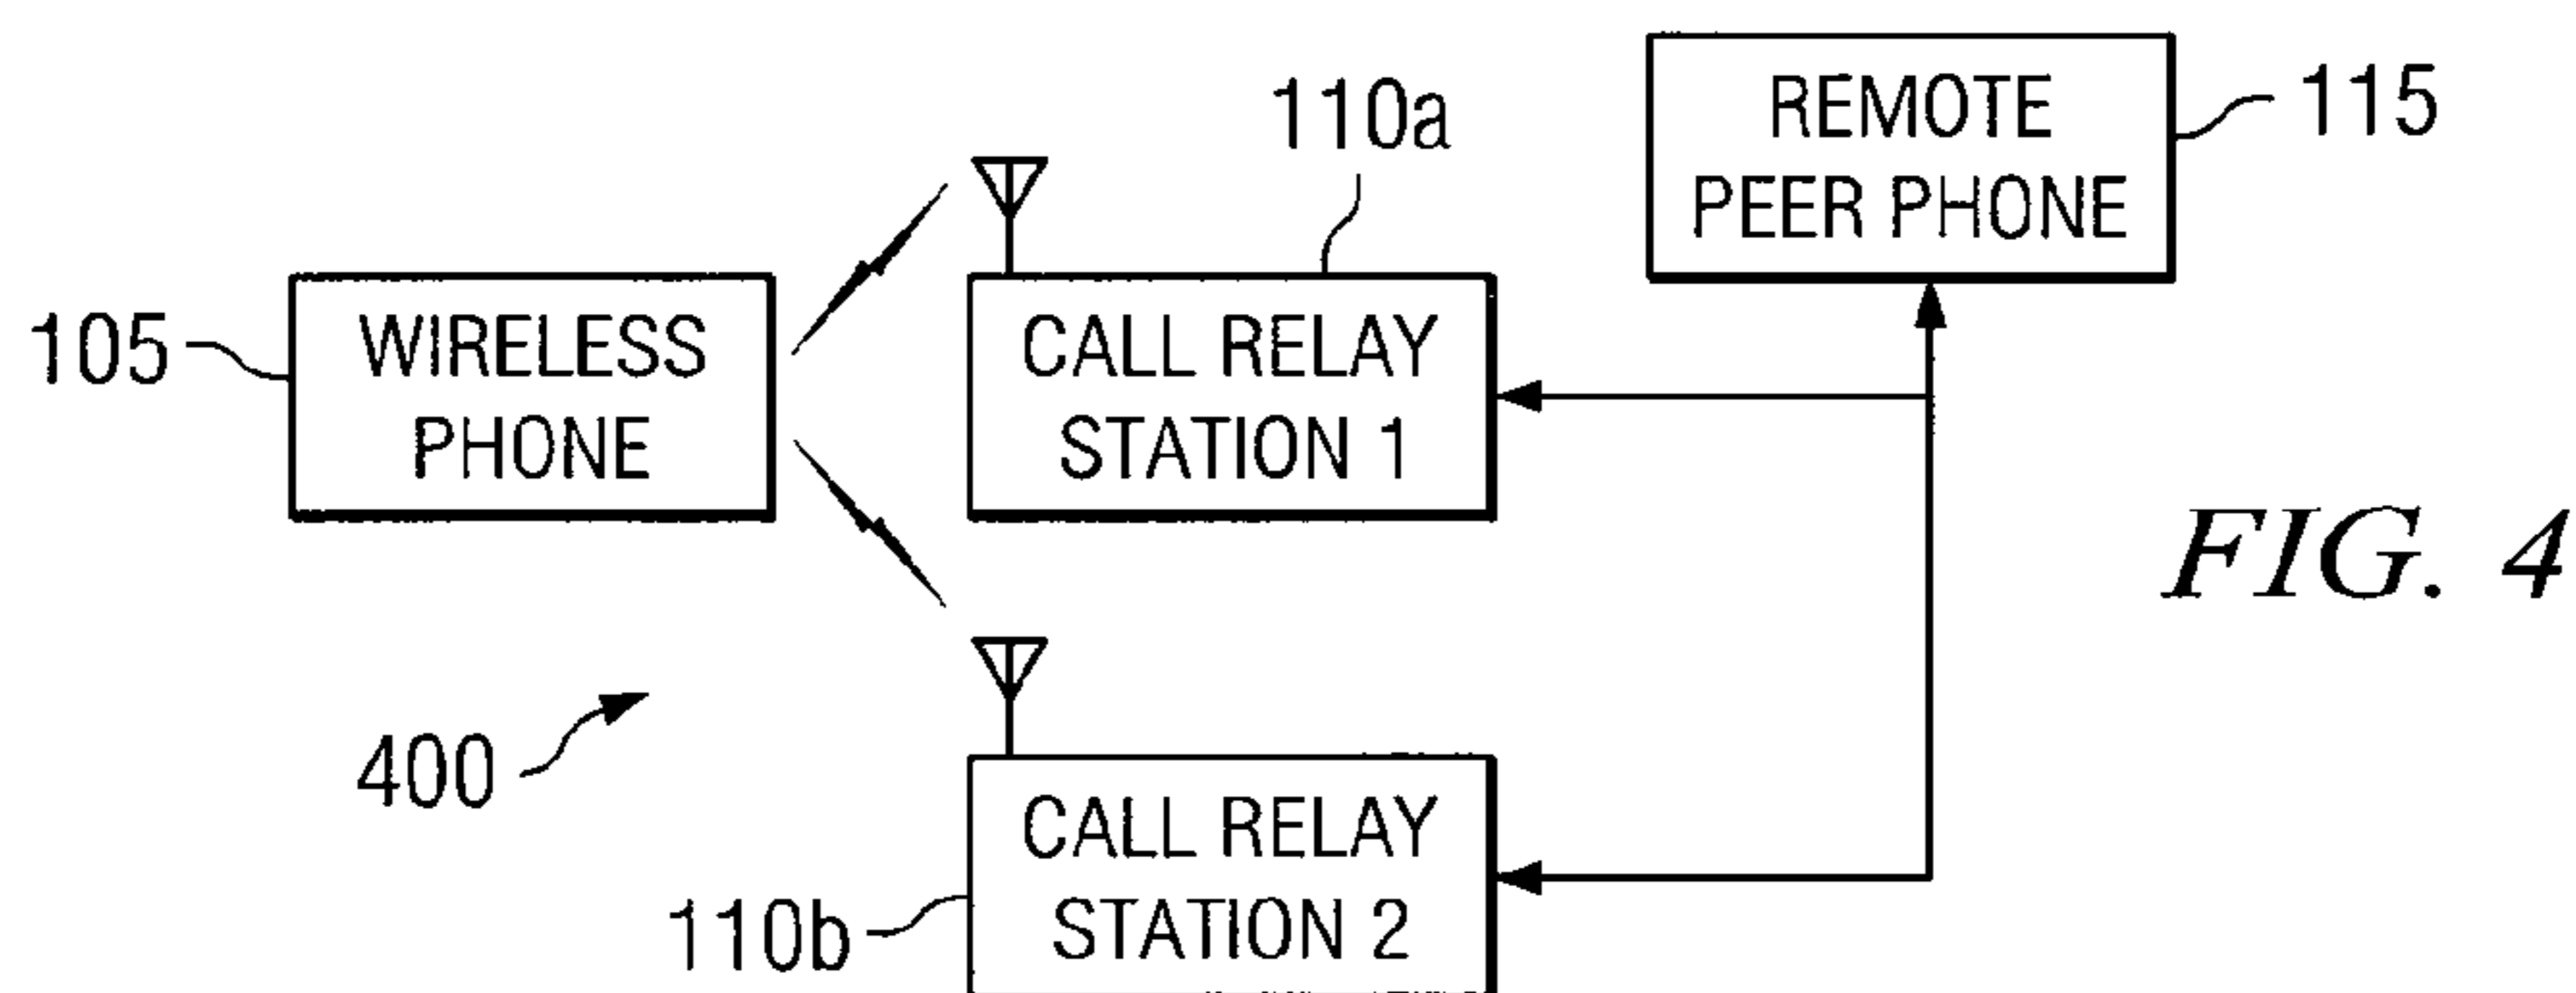 110a
REMOTE
PEER PHONE
115
105
WIRELESS
PHONE
CALL RELAY
STATION 1
FIG. 4
400
CALL RELAY
STATION 2
110b